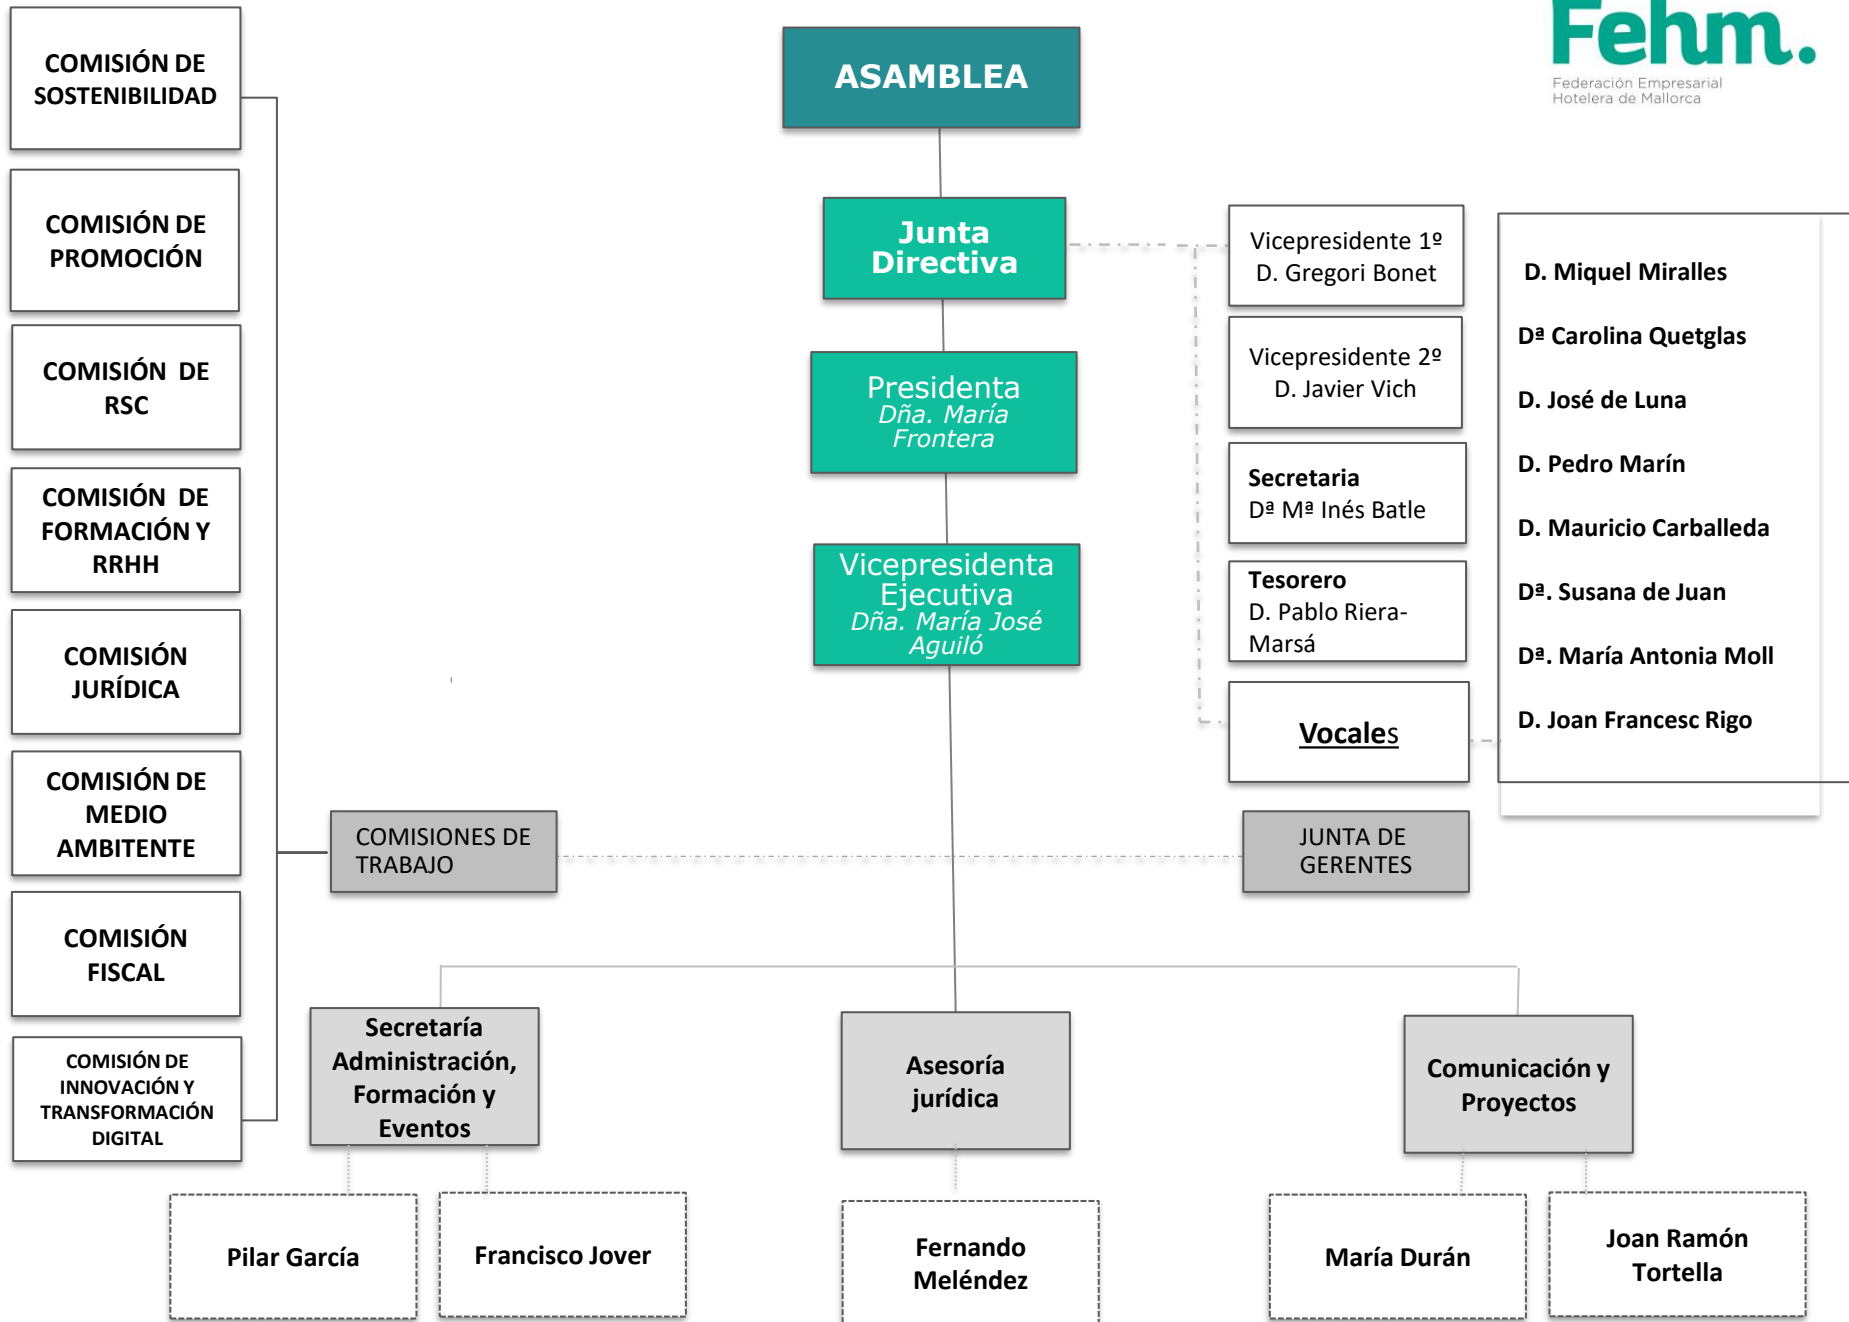 Fehm.
Federación Empresarial
Hotelera de Mallorca
ASAMBLEA
Junta
Directiva
Presidenta
Dña. María
Frontera
Vicepresidenta
Ejecutiva
Dña. María José
Aguiló
Vicepresidente 1º
D. Gregori Bonet
Vicepresidente 2º
D. Javier Vich
Secretaria
Dª Mª Inés Batle
Tesorero
D. Pablo Riera-
Marsá
Vocales
D. Miquel Miralles
Dª Carolina Quetglas
D. José de Luna
D. Pedro Marín
D. Mauricio Carballeda
Dª. Susana de Juan
Dª. María Antonia Moll
D. Joan Francesc Rigo
COMISIÓN DE
SOSTENIBILIDAD
COMISIÓN DE
PROMOCIÓN
COMISIÓN DE
RSC
COMISIÓN DE
FORMACIÓN Y
RRHH
COMISIÓN
JURÍDICA
COMISIÓN DE
MEDIO
AMBITENTE
COMISIÓN
FISCAL
COMISIÓN DE
INNOVACIÓN Y
TRANSFORMACIÓN
DIGITAL
COMISIONES DE
TRABAJO
JUNTA DE
GERENTES
Secretaría
Administración,
Formación y
Eventos
Asesoría
jurídica
Comunicación y
Proyectos
Pilar García
Francisco Jover
Fernando
Meléndez
María Durán
Joan Ramón
Tortella